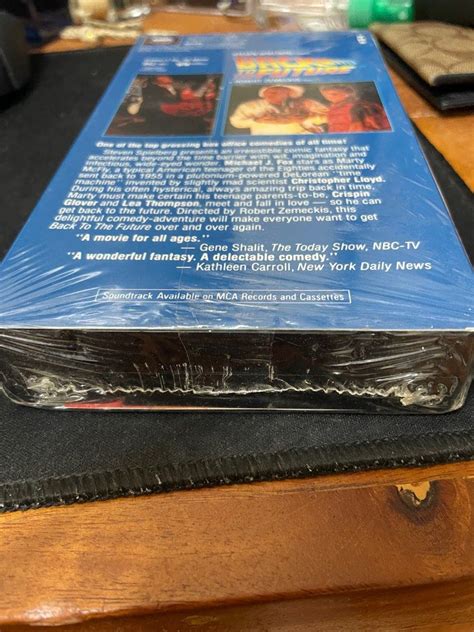 BACK
TO THE FUTURE
One of the top grossing box office comedies of all time!
Steven Spielberg presents an irresistible comic fantasy that
accelerates beyond the time barrier with wit, imagination and
infectious, wide-eyed wonder. Michael J. Fox stars as Marty
McFly, a typical American teenager of the Eighties accidentally
sent back to 1955 in a plutonium-powered DeLorean "time
machine" invented by slightly mad scientist Christopher Lloyd.
During his often hysterical, always amazing trip back in time,
Marty must make certain his teenage parents-to-be, Crispin
Glover and Lea Thompson, meet and fall in love — so he can
get back to the future. Directed by Robert Zemeckis, this
delightful comedy-adventure will make everyone want to get
Back To The Future over and over again.
"A movie for all ages."
— Gene Shalit, The Today Show, NBC-TV
"A wonderful fantasy. A delectable comedy."
— Kathleen Carroll, New York Daily News
Soundtrack Available on MCA Records and Cassettes